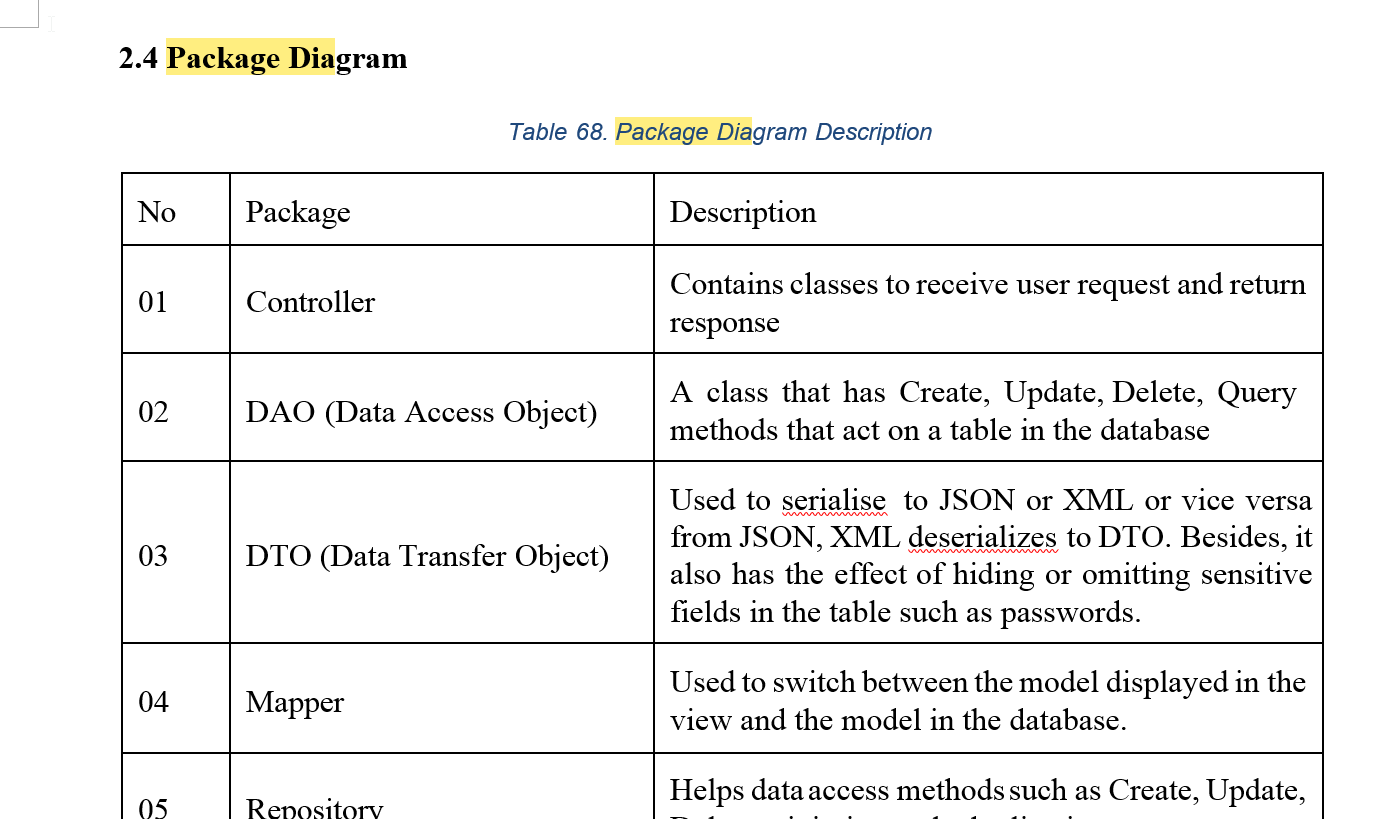 2.4 Package Diagram
Table 68. Package Diagram Description
No Package Description
01 Controller Contains classes to receive user request and return
response
02 DAO (Data Access Object) A class that has Create, Update, Delete, Query
methods that act on a table in the database
03 DTO (Data Transfer Object) Used to serialise to JSON or XML or vice versa
from JSON, XML deserializes to DTO. Besides, it
also has the effect of hiding or omitting sensitive
fields in the table such as passwords.
04 Mapper Used to switch between the model displayed in the
view and the model in the database.
05 Repository Helps data access methods such as Create, Update,